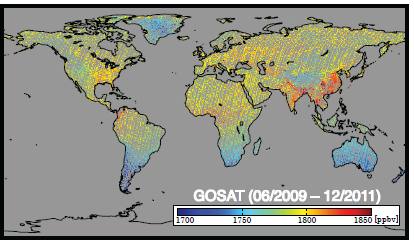 GOSAT (06/2009 – 12/2011)
1700 1750 1800 1850 [ppbv]